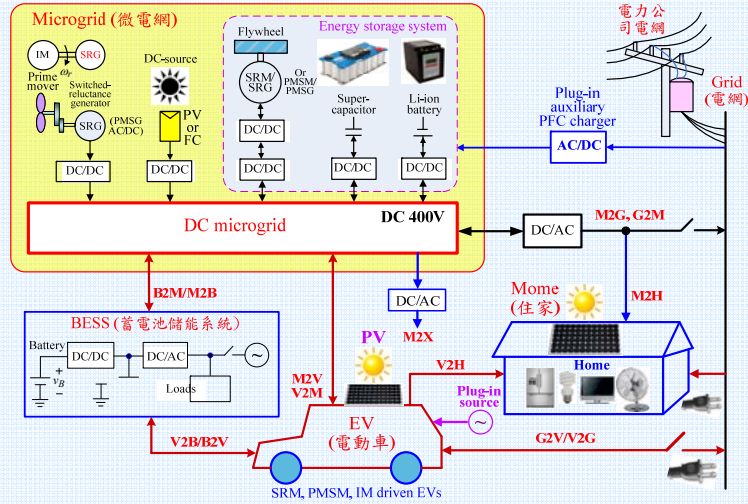 Microgrid (微電網)
IM
SRG
ωr
Prime
mover
Switched-
reluctance
generator
SRG
(PMSG
AC/DC)
DC/DC
DC-source
PV
or
FC
DC/DC
Energy storage system
Flywheel
SRM/
SRG
Or
PMSM/
PMSG
DC/DC
DC/DC
Super-
capacitor
DC/DC
Li-ion
battery
DC/DC
電力公
司電網
Grid
(電網)
Plug-in
auxiliary
PFC charger
AC/DC
DC microgrid
DC 400V
DC/AC
M2G, G2M
M2H
B2M/M2B
DC/AC
M2X
BESS (蓄電池儲能系統)
Battery
DC/DC
DC/AC
+
vB
−
Loads
~
M2V
V2M
PV
V2H
Mome
(住家)
Home
Plug-in
source
~
EV
(電動車)
V2B/B2V
G2V/V2G
SRM, PMSM, IM driven EVs